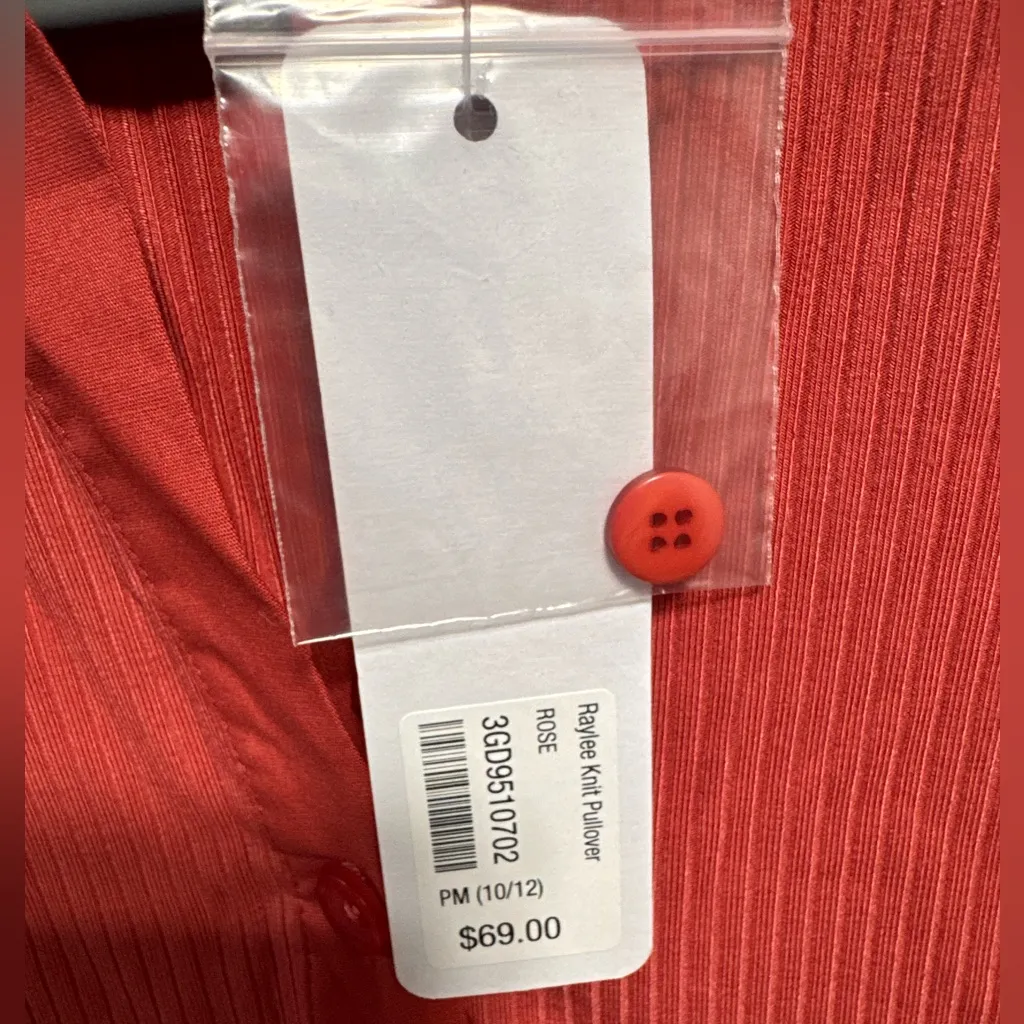 Raylee Knit Pullover
ROSE
3GD9510702
PM (10/12)
$69.00